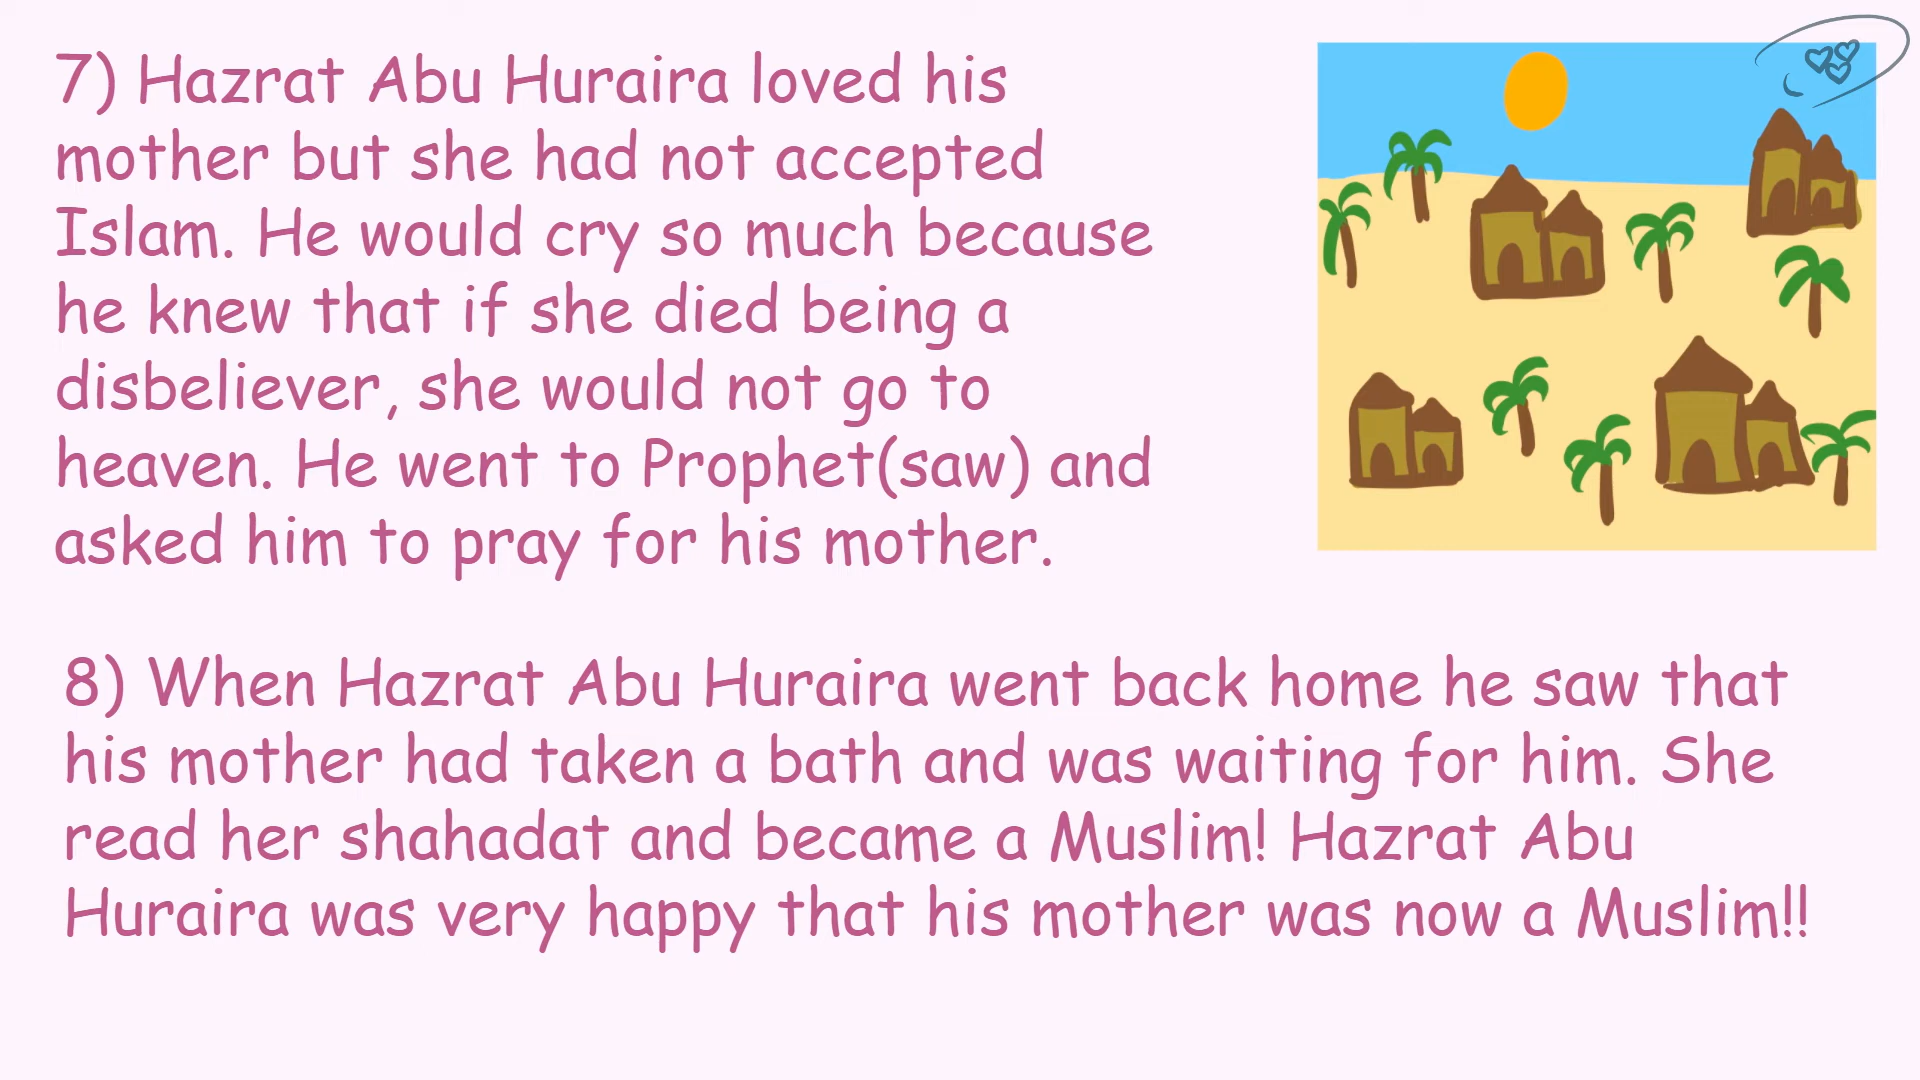 7) Hazrat Abu Huraira loved his
mother but she had not accepted
Islam. He would cry so much because
he knew that if she died being a
disbeliever, she would not go to
heaven. He went to Prophet(saw) and
asked him to pray for his mother.
8) When Hazrat Abu Huraira went back home he saw that
his mother had taken a bath and was waiting for him. She
read her shahadat and became a Muslim! Hazrat Abu
Huraira was very happy that his mother was now a Muslim!!